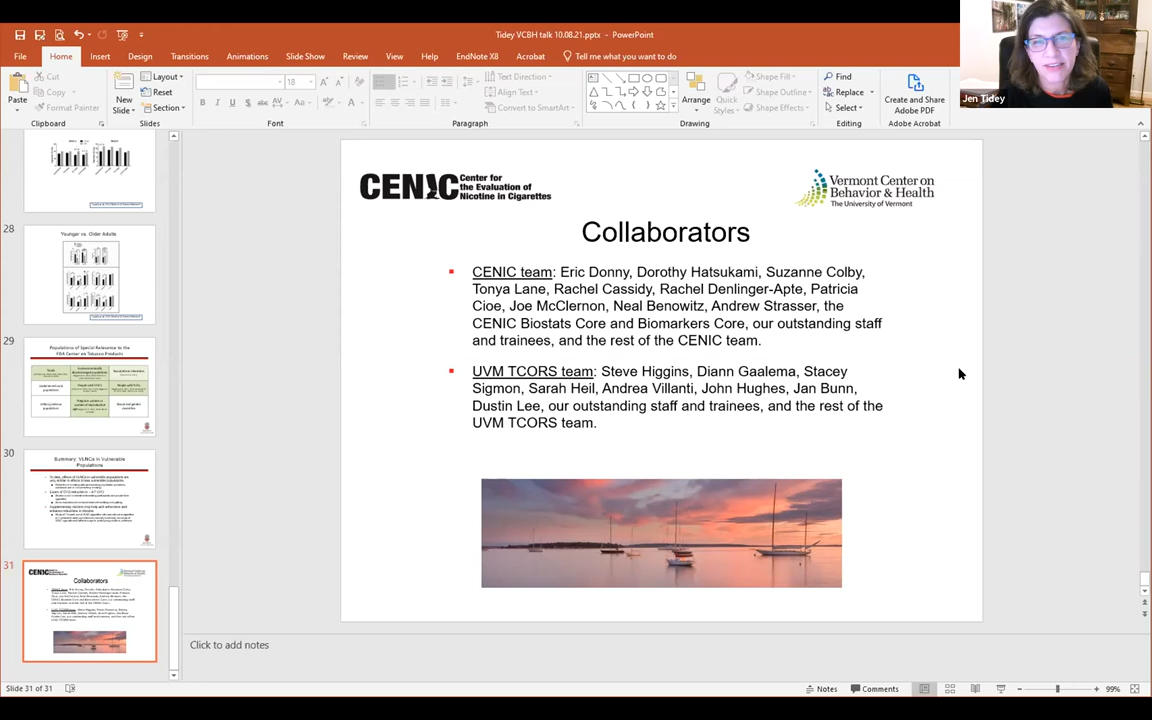 Tidey VCBH talk 10.08.21.pptx - PowerPoint
File Home Insert Design Transitions Animations Slide Show Review View Help EndNote X8 Acrobat Tell me what you want to do
Paste
Cut
Copy
Format Painter
Clipboard
New
Slide
Layout
Reset
Section
Slides
18
Font
Text Direction
Align Text
Convert to SmartArt
Paragraph
Arrange
Quick
Styles
Shape Fill
Shape Outline
Shape Effects
Drawing
Find
Replace
Select
Editing
Create and Share
Adobe PDF
Adobe Acrobat
Jen Tidey
28
Younger vs. Older Adults
29
Populations of Special Relevance to the
FDA Center on Tobacco Products
30
Summary: VLNCs in Vulnerable
Populations
31
CENIC
Collaborators
CENIC Center for
the Evaluation of
Nicotine in Cigarettes
Vermont Center on
Behavior & Health
The University of Vermont
Collaborators
CENIC team: Eric Donny, Dorothy Hatsukami, Suzanne Colby,
Tonya Lane, Rachel Cassidy, Rachel Denlinger-Apte, Patricia
Cioe, Joe McClernon, Neal Benowitz, Andrew Strasser, the
CENIC Biostats Core and Biomarkers Core, our outstanding staff
and trainees, and the rest of the CENIC team.
UVM TCORS team: Steve Higgins, Diann Gaalema, Stacey
Sigmon, Sarah Heil, Andrea Villanti, John Hughes, Jan Bunn,
Dustin Lee, our outstanding staff and trainees, and the rest of the
UVM TCORS team.
Click to add notes
Slide 31 of 31
Notes Comments 99%